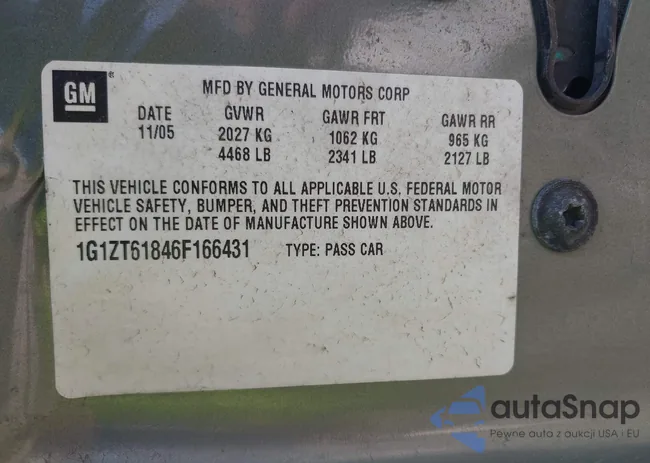 GM
MFD BY GENERAL MOTORS CORP
DATE GVWR GAWR FRT GAWR RR
11/05 2027 KG 1062 KG 965 KG
4468 LB 2341 LB 2127 LB
THIS VEHICLE CONFORMS TO ALL APPLICABLE U.S. FEDERAL MOTOR
VEHICLE SAFETY, BUMPER, AND THEFT PREVENTION STANDARDS IN
EFFECT ON THE DATE OF MANUFACTURE SHOWN ABOVE.
1G1ZT61846F166431 TYPE: PASS CAR
autaSnap
Pewne auta z aukcji USA i EU